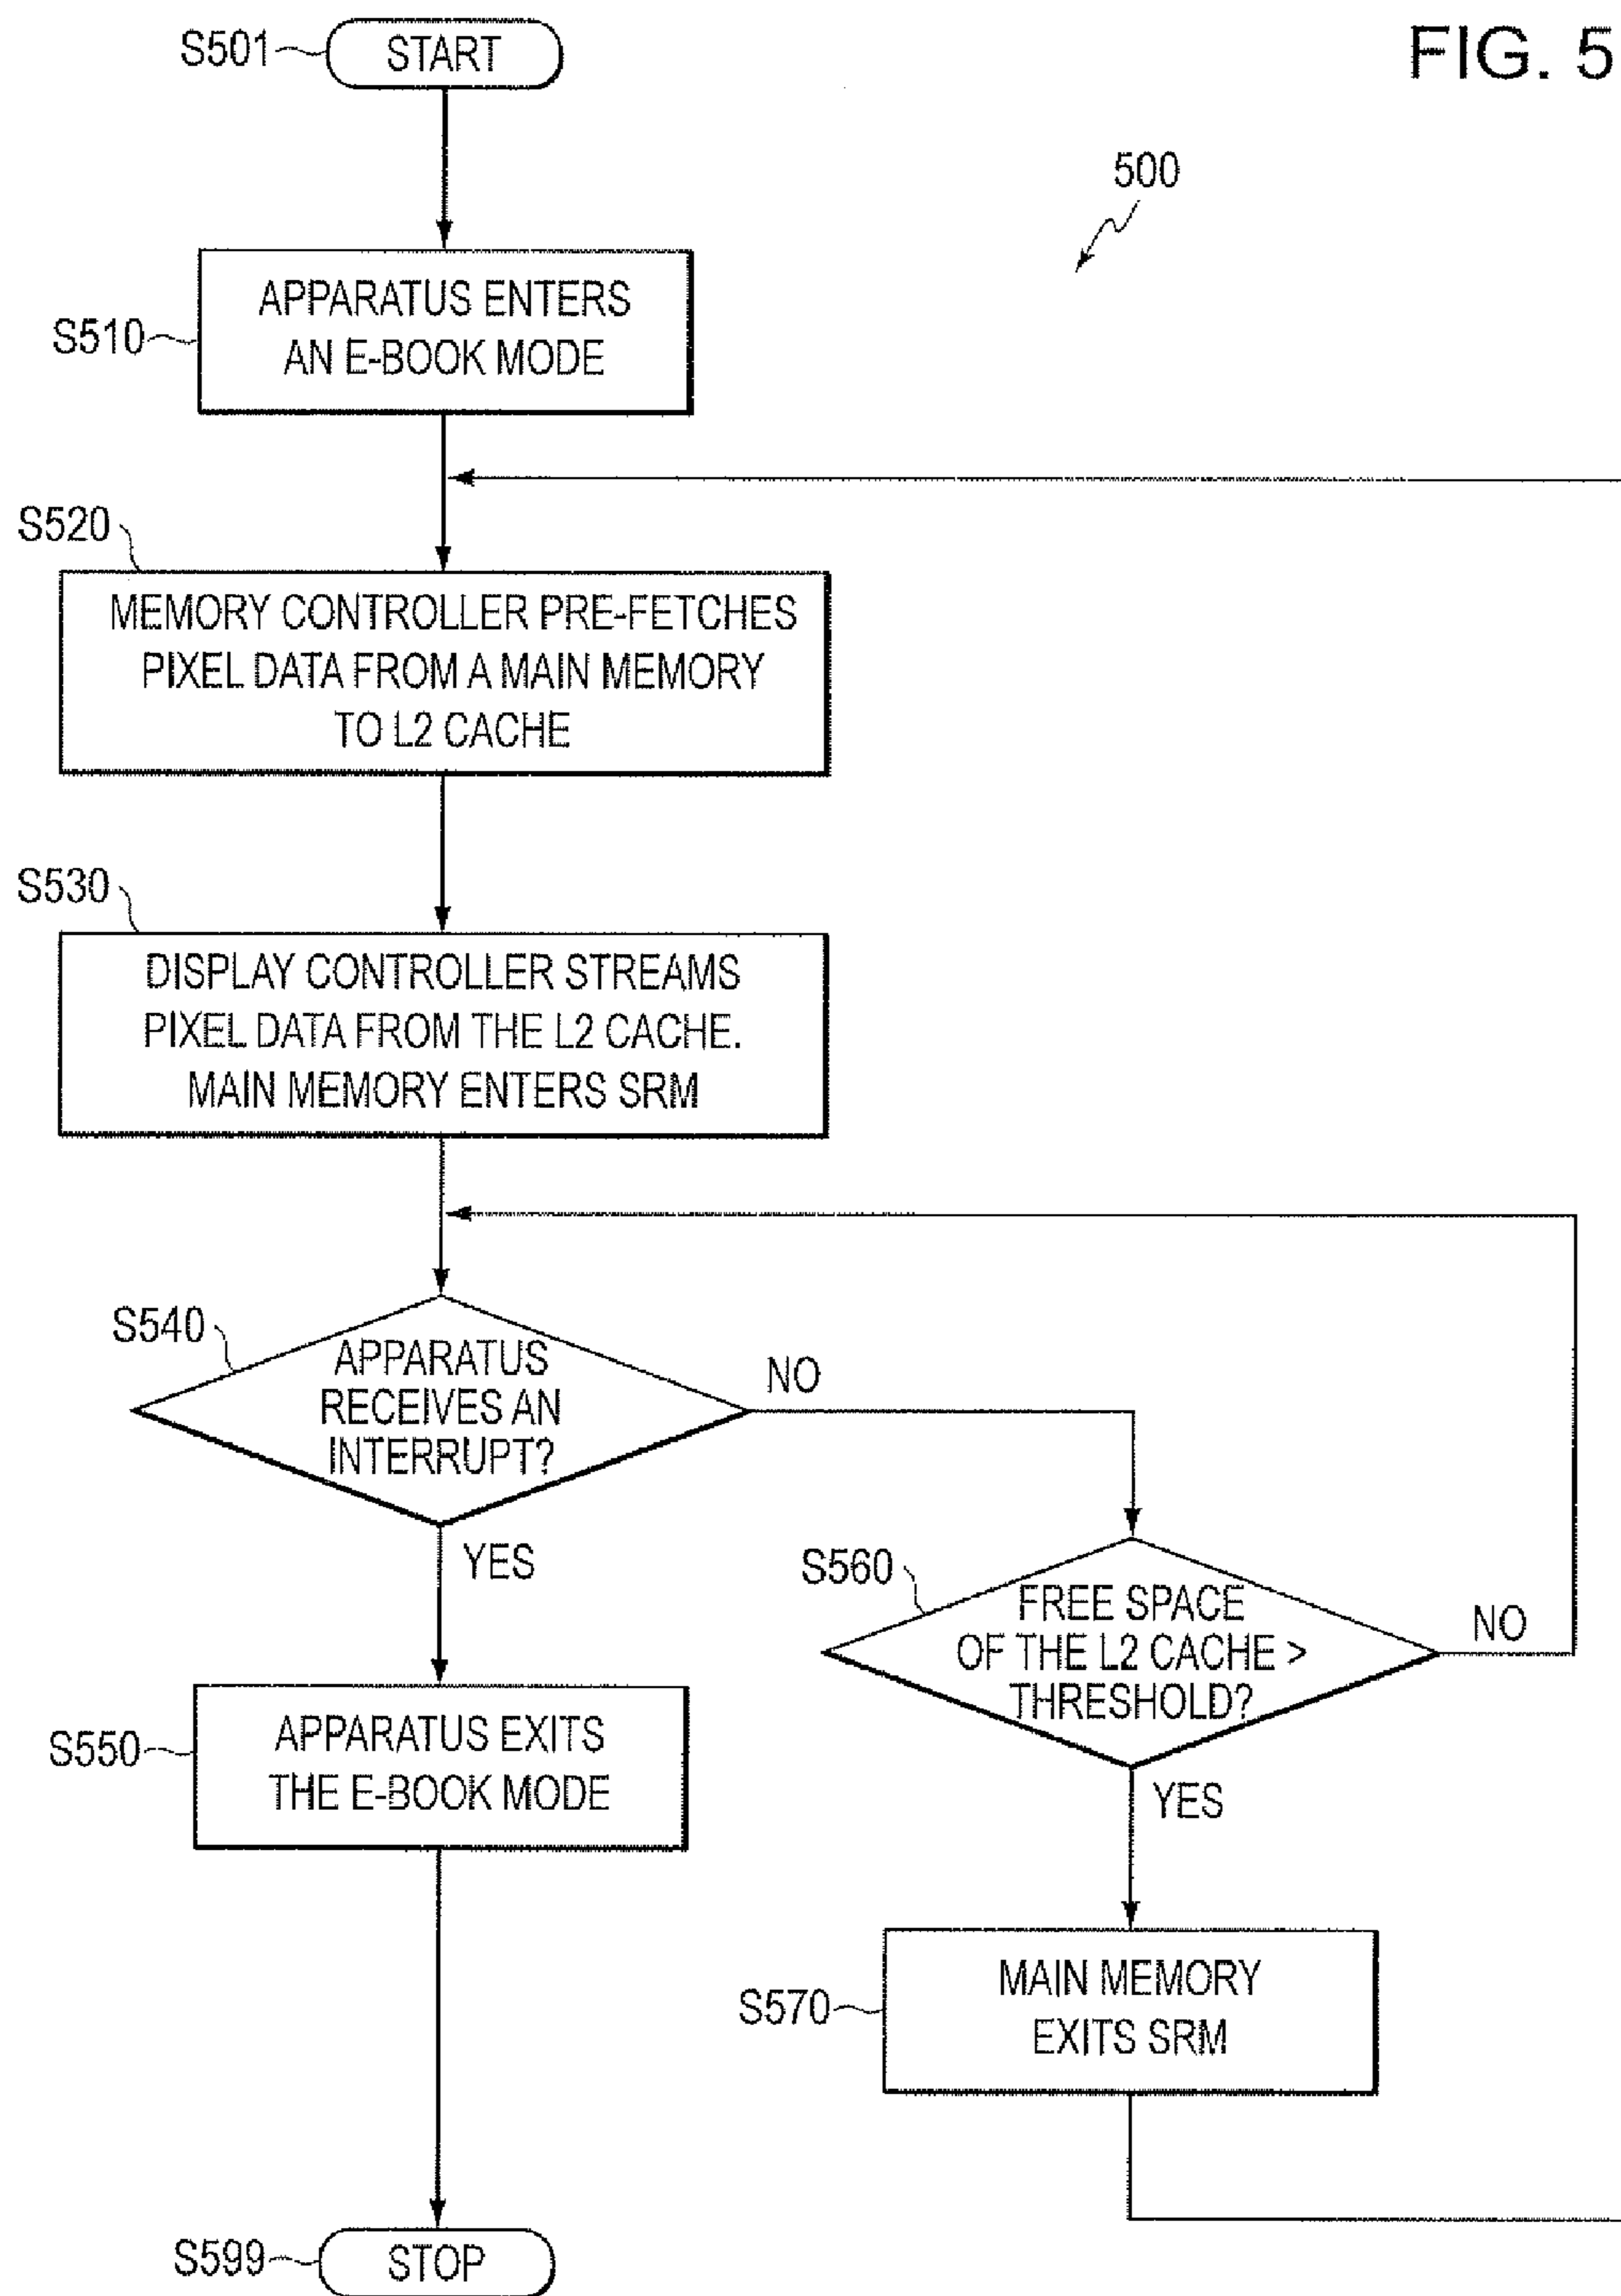 FIG. 5
500
S501
START
S510
APPARATUS ENTERS
AN E-BOOK MODE
S520
MEMORY CONTROLLER PRE-FETCHES
PIXEL DATA FROM A MAIN MEMORY
TO L2 CACHE
S530
DISPLAY CONTROLLER STREAMS
PIXEL DATA FROM THE L2 CACHE.
MAIN MEMORY ENTERS SRM
S540
APPARATUS
RECEIVES AN
INTERRUPT?
NO
YES
S550
APPARATUS EXITS
THE E-BOOK MODE
S560
FREE SPACE
OF THE L2 CACHE >
THRESHOLD?
NO
YES
S570
MAIN MEMORY
EXITS SRM
S599
STOP